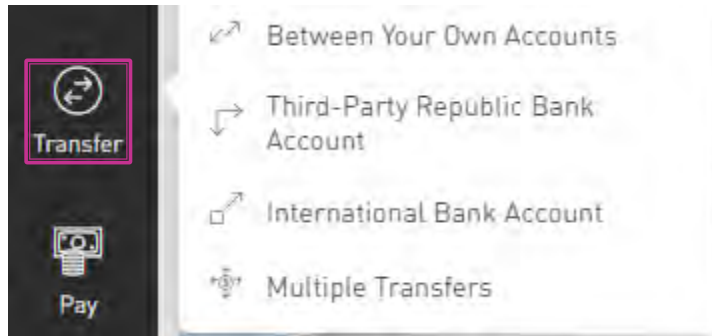 Transfer
Pay
Between Your Own Accounts
Third-Party Republic Bank
Account
International Bank Account
Multiple Transfers